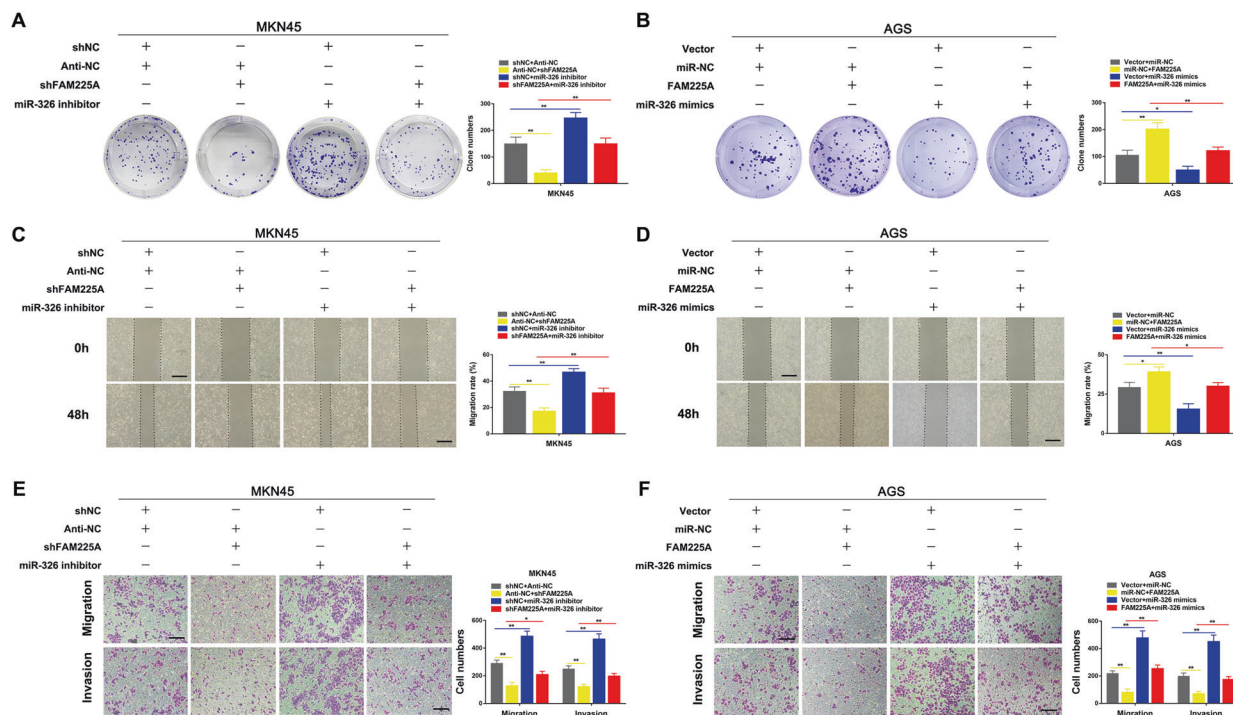 A
MKN45
shNC + − + −
Anti-NC + + − −
shFAM225A − + − +
miR-326 inhibitor − − + +
shNC+Anti-NC
Anti-NC+shFAM225A
shNC+miR-326 inhibitor
shFAM225A+miR-326 inhibitor
Clone numbers
300
200
100
0
** ** **
MKN45
B
AGS
Vector + − + −
miR-NC + + − −
FAM225A − + − +
miR-326 mimics − − + +
Vector+miR-NC
miR-NC+FAM225A
Vector+miR-326 mimics
FAM225A+miR-326 mimics
Clone numbers
300
200
100
0
** * **
AGS
C
MKN45
shNC + − + −
Anti-NC + + − −
shFAM225A − + − +
miR-326 inhibitor − − + +
0h
48h
shNC+Anti-NC
Anti-NC+shFAM225A
shNC+miR-326 inhibitor
shFAM225A+miR-326 inhibitor
Migration rate (%)
60
40
20
0
** ** **
MKN45
D
AGS
Vector + − + −
miR-NC + + − −
FAM225A − + − +
miR-326 mimics − − + +
0h
48h
Vector+miR-NC
miR-NC+FAM225A
Vector+miR-326 mimics
FAM225A+miR-326 mimics
Migration rate (%)
50
25
0
* ** *
AGS
E
MKN45
shNC + − + −
Anti-NC + + − −
shFAM225A − + − +
miR-326 inhibitor − − + +
Migration
Invasion
MKN45
shNC+Anti-NC
Anti-NC+shFAM225A
shNC+miR-326 inhibitor
shFAM225A+miR-326 inhibitor
Cell numbers
600
400
200
0
** ** * ** ** **
Migration Invasion
F
AGS
Vector + − + −
miR-NC + + − −
FAM225A − + − +
miR-326 mimics − − + +
Migration
Invasion
AGS
Vector+miR-NC
miR-NC+FAM225A
Vector+miR-326 mimics
FAM225A+miR-326 mimics
Cell numbers
600
400
200
0
** ** ** ** ** **
Migration Invasion